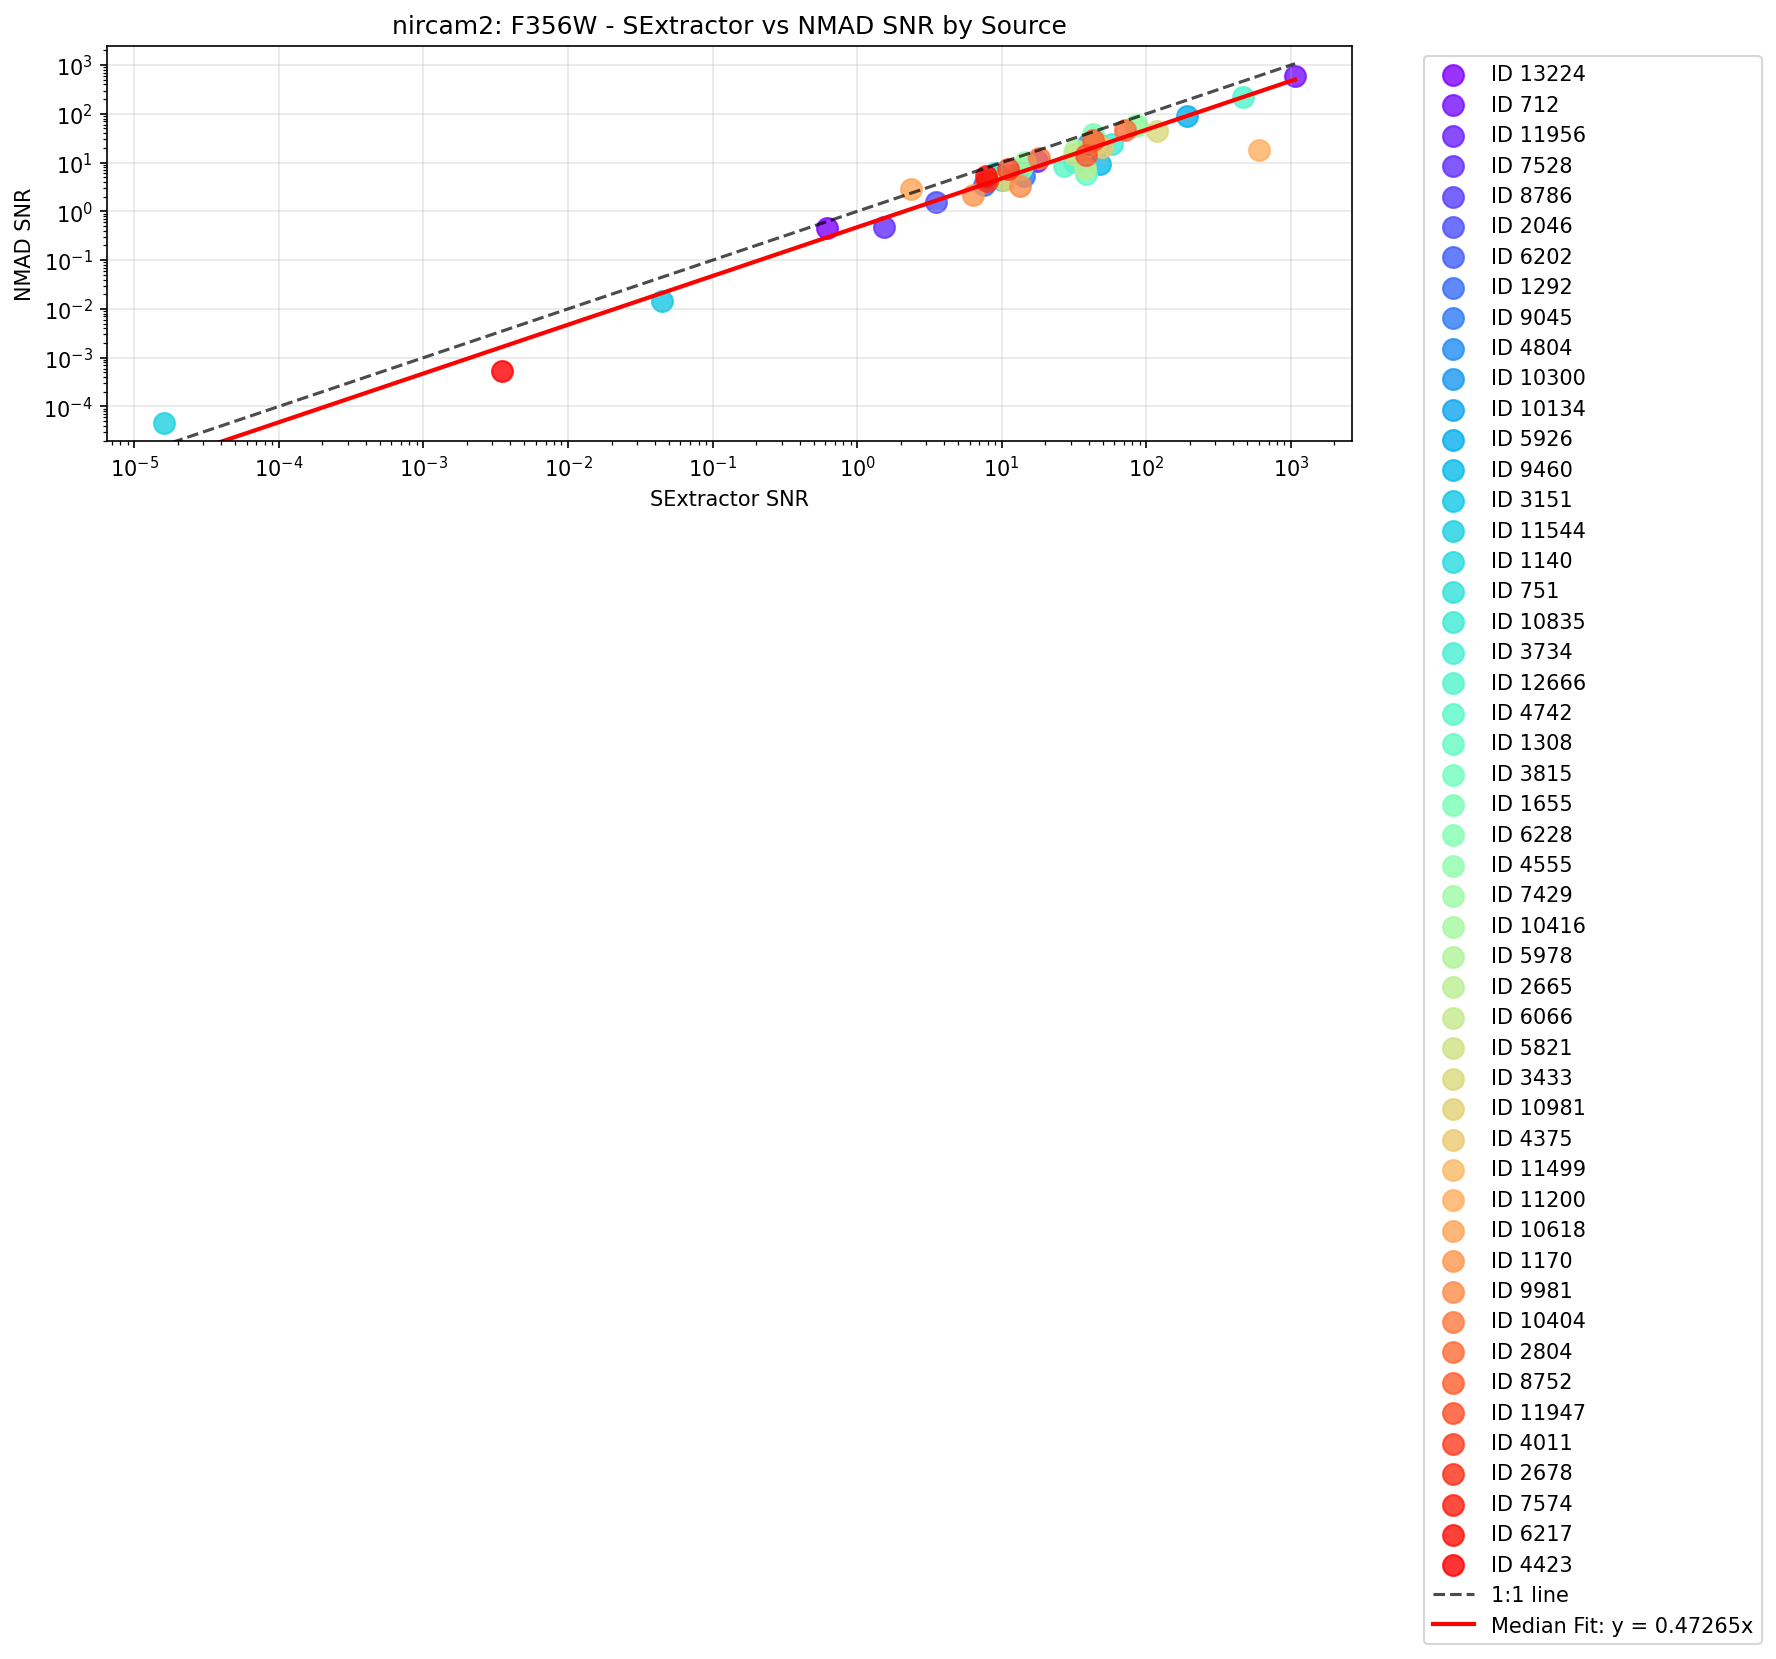 nircam2: F356W - SExtractor vs NMAD SNR by Source
NMAD SNR
10³
10²
10¹
10⁰
10⁻¹
10⁻²
10⁻³
10⁻⁴
10⁻⁵ 10⁻⁴ 10⁻³ 10⁻² 10⁻¹ 10⁰ 10¹ 10² 10³
SExtractor SNR
ID 13224
ID 712
ID 11956
ID 7528
ID 8786
ID 2046
ID 6202
ID 1292
ID 9045
ID 4804
ID 10300
ID 10134
ID 5926
ID 9460
ID 3151
ID 11544
ID 1140
ID 751
ID 10835
ID 3734
ID 12666
ID 4742
ID 1308
ID 3815
ID 1655
ID 6228
ID 4555
ID 7429
ID 10416
ID 5978
ID 2665
ID 6066
ID 5821
ID 3433
ID 10981
ID 4375
ID 11499
ID 11200
ID 10618
ID 1170
ID 9981
ID 10404
ID 2804
ID 8752
ID 11947
ID 4011
ID 2678
ID 7574
ID 6217
ID 4423
1:1 line
Median Fit: y = 0.47265x